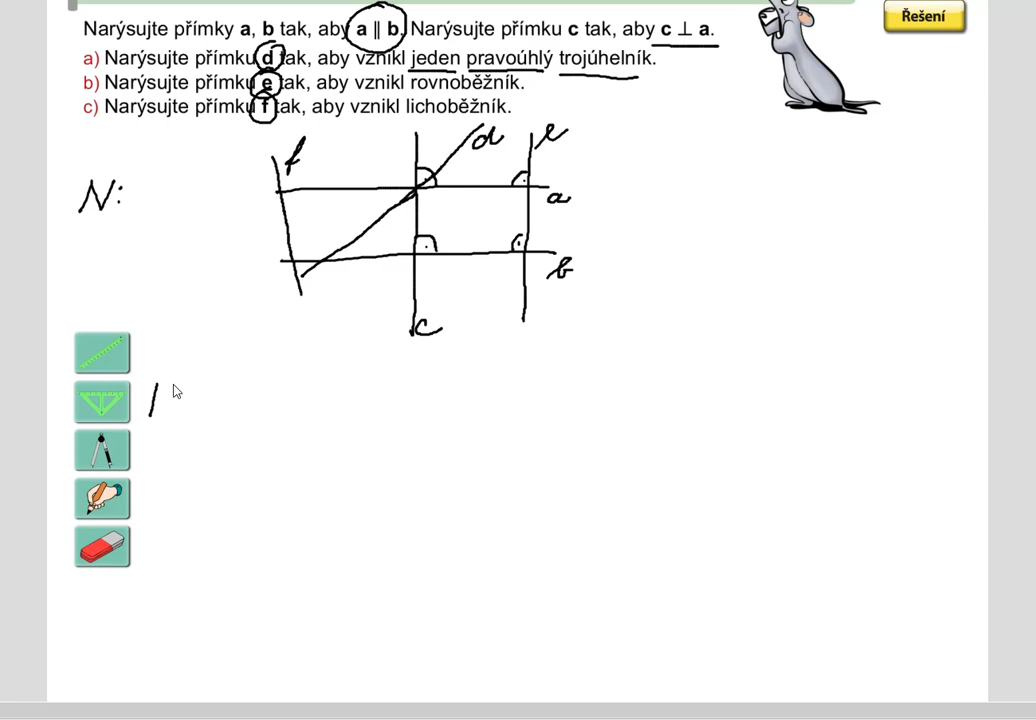 Narýsujte přímky a, b tak, aby a ∥ b. Narýsujte přímku c tak, aby c ⊥ a.
Řešení
a) Narýsujte přímku d tak, aby vznikl jeden pravoúhlý trojúhelník.
b) Narýsujte přímku e tak, aby vznikl rovnoběžník.
c) Narýsujte přímku f tak, aby vznikl lichoběžník.
f
d
e
N:
a
b
c